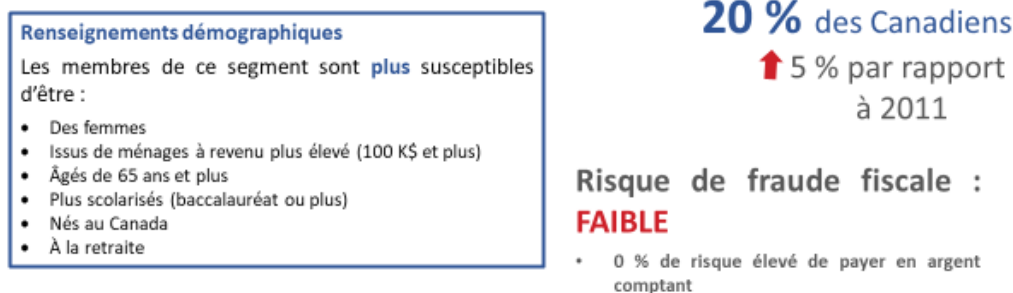 Renseignements démographiques
Les membres de ce segment sont plus susceptibles
d'être :
• Des femmes
• Issus de ménages à revenu plus élevé (100 K$ et plus)
• Âgés de 65 ans et plus
• Plus scolarisés (baccalauréat ou plus)
• Nés au Canada
• À la retraite
20 % des Canadiens
⬆ 5 % par rapport
à 2011
Risque de fraude fiscale :
FAIBLE
• 0 % de risque élevé de payer en argent
comptant